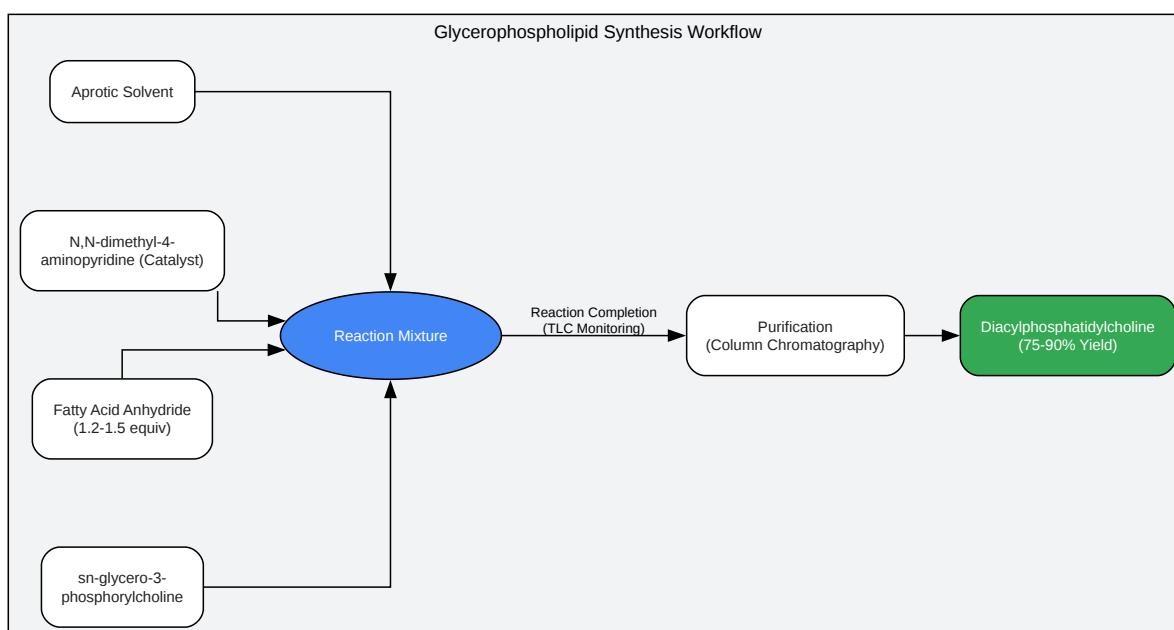 Glycerophospholipid Synthesis Workflow
Aprotic Solvent
N,N-dimethyl-4-
aminopyridine (Catalyst)
Fatty Acid Anhydride
(1.2-1.5 equiv)
sn-glycero-3-
phosphorylcholine
Reaction Mixture
Reaction Completion
(TLC Monitoring)
Purification
(Column Chromatography)
Diacylphosphatidylcholine
(75-90% Yield)